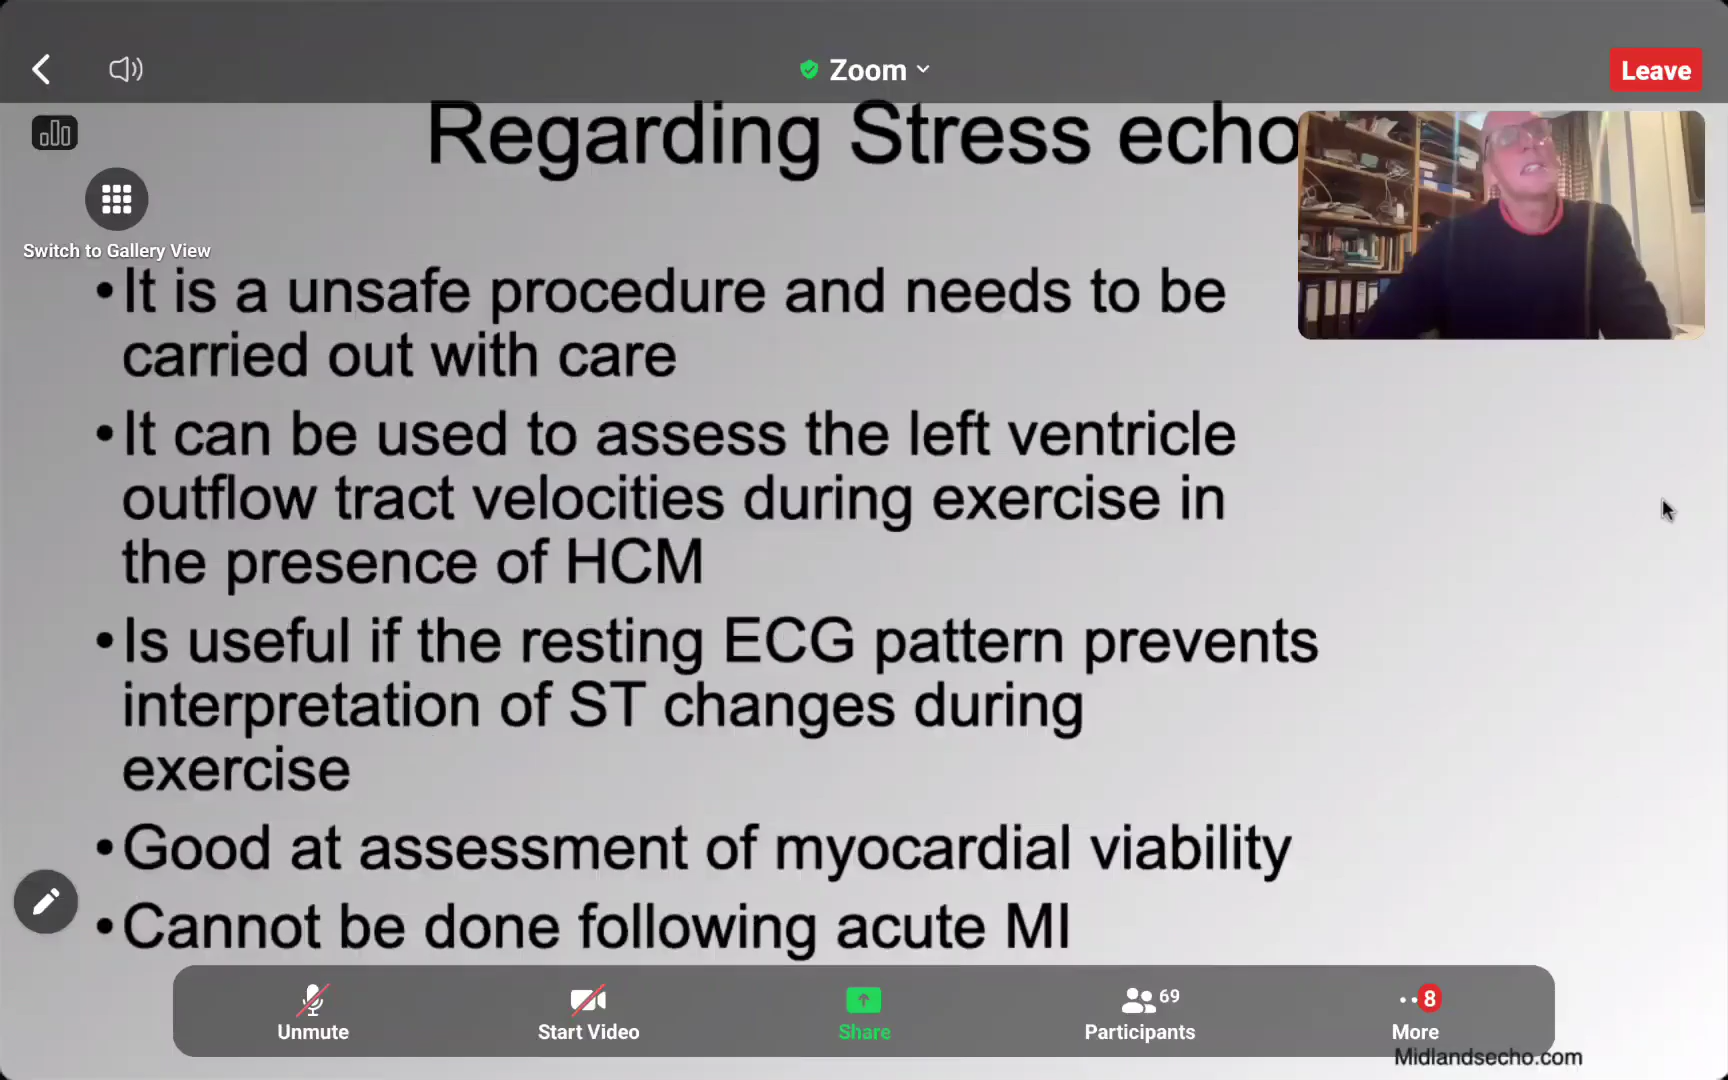 Zoom
Leave
Regarding Stress echo
Switch to Gallery View
•It is a unsafe procedure and needs to be
carried out with care
•It can be used to assess the left ventricle
outflow tract velocities during exercise in
the presence of HCM
•Is useful if the resting ECG pattern prevents
interpretation of ST changes during
exercise
•Good at assessment of myocardial viability
•Cannot be done following acute MI
69
8
Unmute
Start Video
Share
Participants
More
Midlandsecho.com